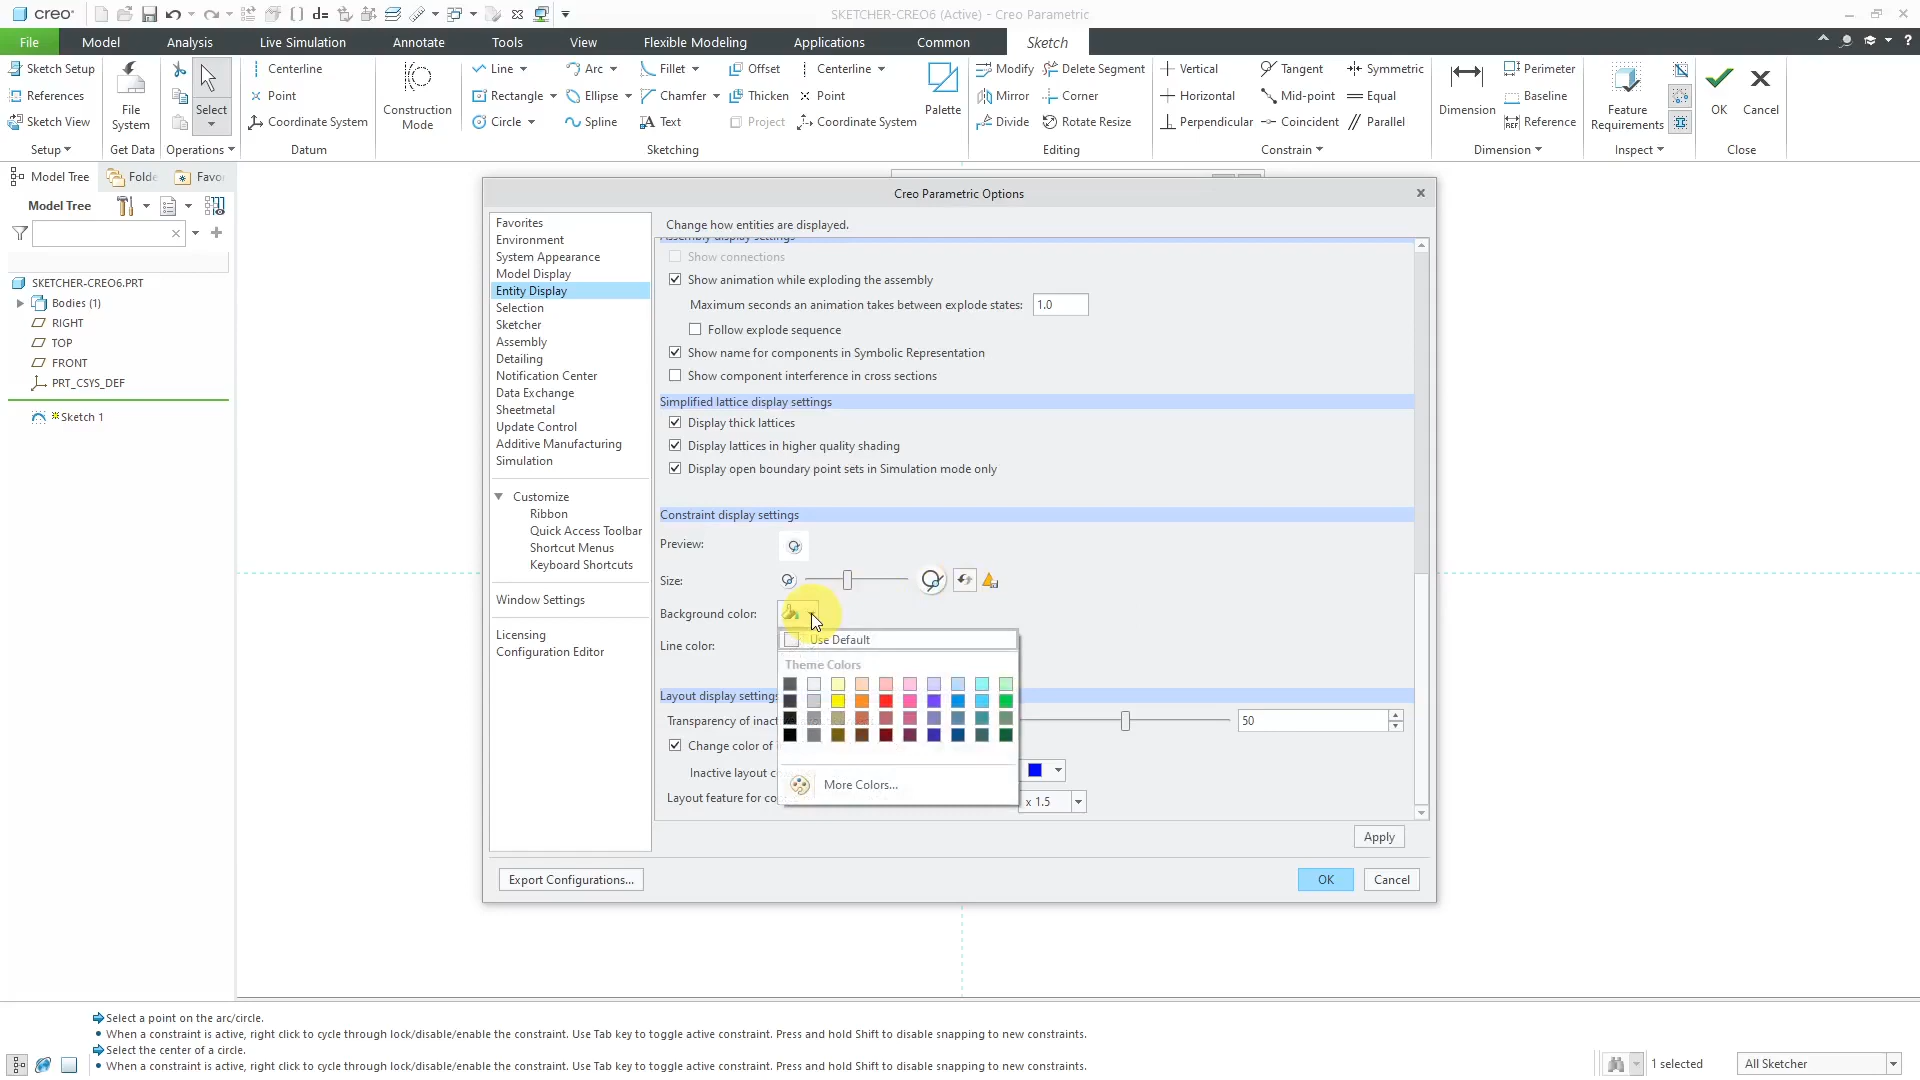 creo
SKETCHER-CREO6 (Active) - Creo Parametric
File Model Analysis Live Simulation Annotate Tools View Flexible Modeling Applications Common Sketch
Sketch Setup
References
Sketch View
Setup
File System
Get Data
Select
Operations
Centerline
Point
Coordinate System
Datum
Construction Mode
Line
Rectangle
Circle
Arc
Ellipse
Spline
Fillet
Chamfer
Text
Offset
Thicken
Project
Centerline
Point
Coordinate System
Palette
Sketching
Modify
Mirror
Divide
Delete Segment
Corner
Rotate Resize
Editing
Vertical
Horizontal
Perpendicular
Tangent
Mid-point
Coincident
Symmetric
Equal
Parallel
Constrain
Dimension
Perimeter
Baseline
Reference
Dimension
Feature Requirements
Inspect
OK
Cancel
Close
Model Tree Folde Favo
Model Tree
SKETCHER-CREO6.PRT
Bodies (1)
RIGHT
TOP
FRONT
PRT_CSYS_DEF
Sketch 1
Creo Parametric Options
Favorites
Environment
System Appearance
Model Display
Entity Display
Selection
Sketcher
Assembly
Detailing
Notification Center
Data Exchange
Sheetmetal
Update Control
Additive Manufacturing
Simulation
Customize
Ribbon
Quick Access Toolbar
Shortcut Menus
Keyboard Shortcuts
Window Settings
Licensing
Configuration Editor
Change how entities are displayed.
Assembly display settings
Show connections
Show animation while exploding the assembly
Maximum seconds an animation takes between explode states: 1.0
Follow explode sequence
Show name for components in Symbolic Representation
Show component interference in cross sections
Simplified lattice display settings
Display thick lattices
Display lattices in higher quality shading
Display open boundary point sets in Simulation mode only
Constraint display settings
Preview:
Size:
Background color:
Line color:
Use Default
Theme Colors
More Colors...
Layout display settings
Transparency of inact 50
Change color of
Inactive layout c
Layout feature for co x 1.5
Apply
Export Configurations... OK Cancel
Select a point on the arc/circle.
• When a constraint is active, right click to cycle through lock/disable/enable the constraint. Use Tab key to toggle active constraint. Press and hold Shift to disable snapping to new constraints.
Select the center of a circle.
• When a constraint is active, right click to cycle through lock/disable/enable the constraint. Use Tab key to toggle active constraint. Press and hold Shift to disable snapping to new constraints.
1 selected All Sketcher